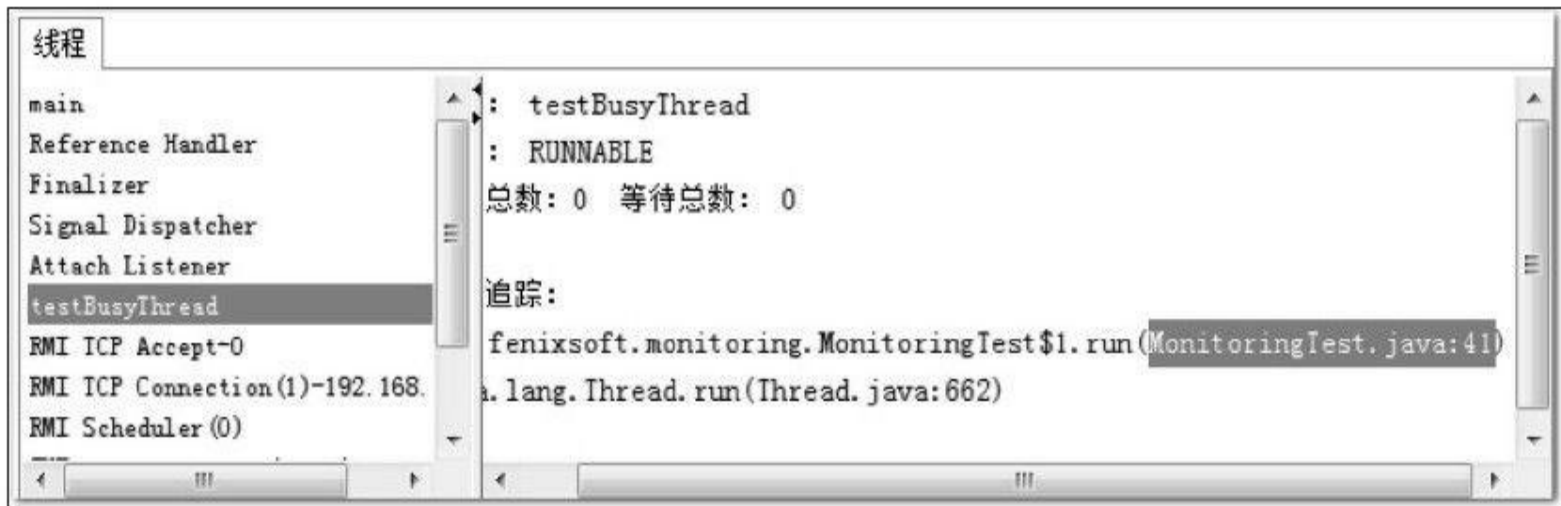 线程
main
Reference Handler
Finalizer
Signal Dispatcher
Attach Listener
testBusyThread
RMI TCP Accept-0
RMI TCP Connection(1)-192.168.
RMI Scheduler(0)
: testBusyThread
: RUNNABLE
总数: 0 等待总数: 0
追踪:
fenixsoft.monitoring.MonitoringTest$1.run(MonitoringTest.java:41)
a.lang.Thread.run(Thread.java:662)